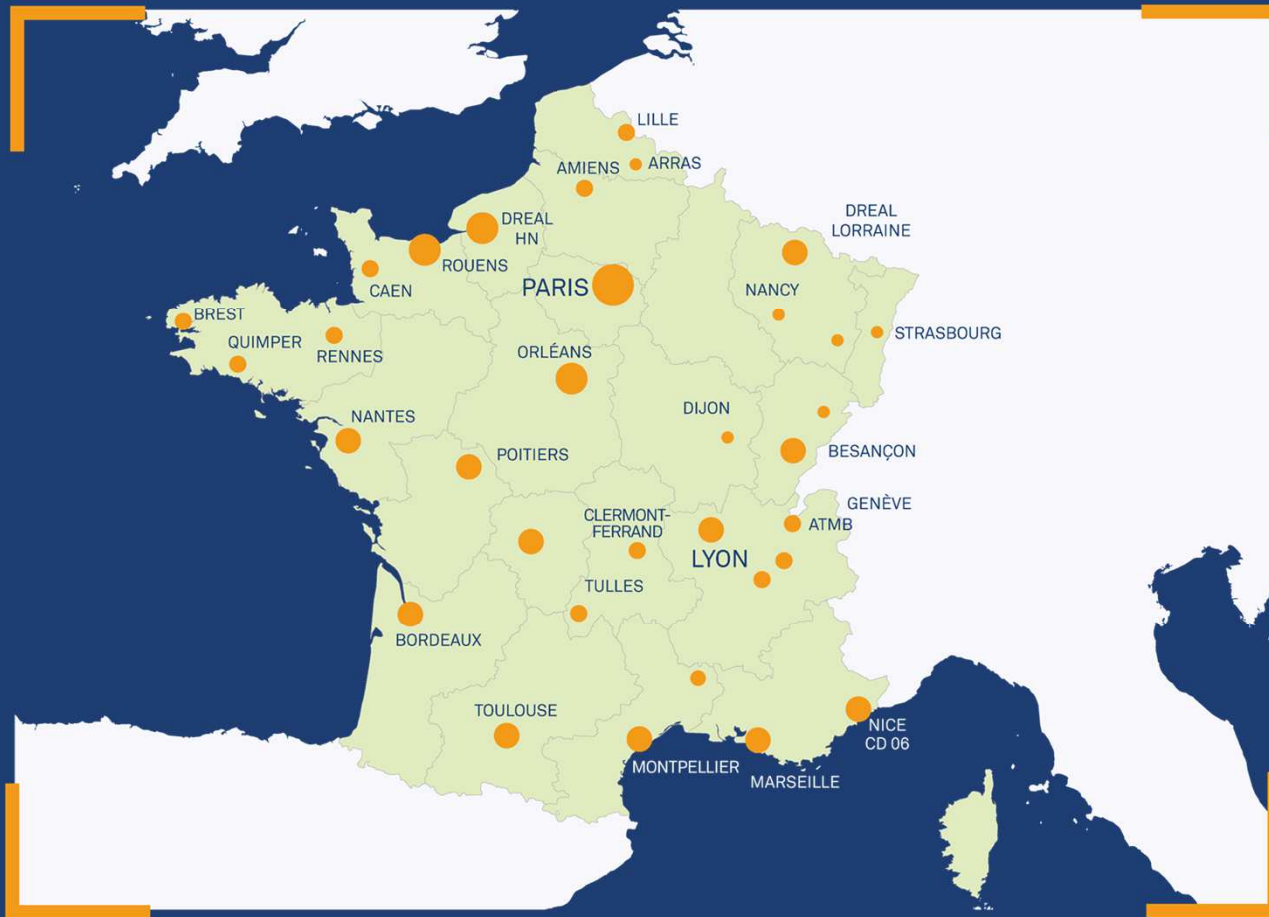 LILLE
ARRAS
AMIENS
DREAL
HN
DREAL
LORRAINE
ROUENS
CAEN
PARIS
NANCY
BREST
QUIMPER
RENNES
STRASBOURG
ORLÉANS
NANTES
DIJON
POITIERS
BESANÇON
GENÈVE
CLERMONT-
FERRAND
ATMB
LYON
TULLES
BORDEAUX
TOULOUSE
NICE
CD 06
MONTPELLIER
MARSEILLE